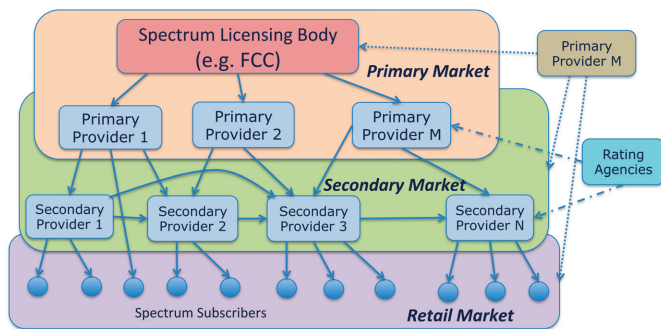 Spectrum Licensing Body
(e.g. FCC)
Primary Market
Primary
Provider M
Primary
Provider 1
Primary
Provider 2
Primary
Provider M
Rating
Agencies
Secondary Market
Secondary
Provider 1
Secondary
Provider 2
Secondary
Provider 3
Secondary
Provider N
Spectrum Subscribers
Retail Market